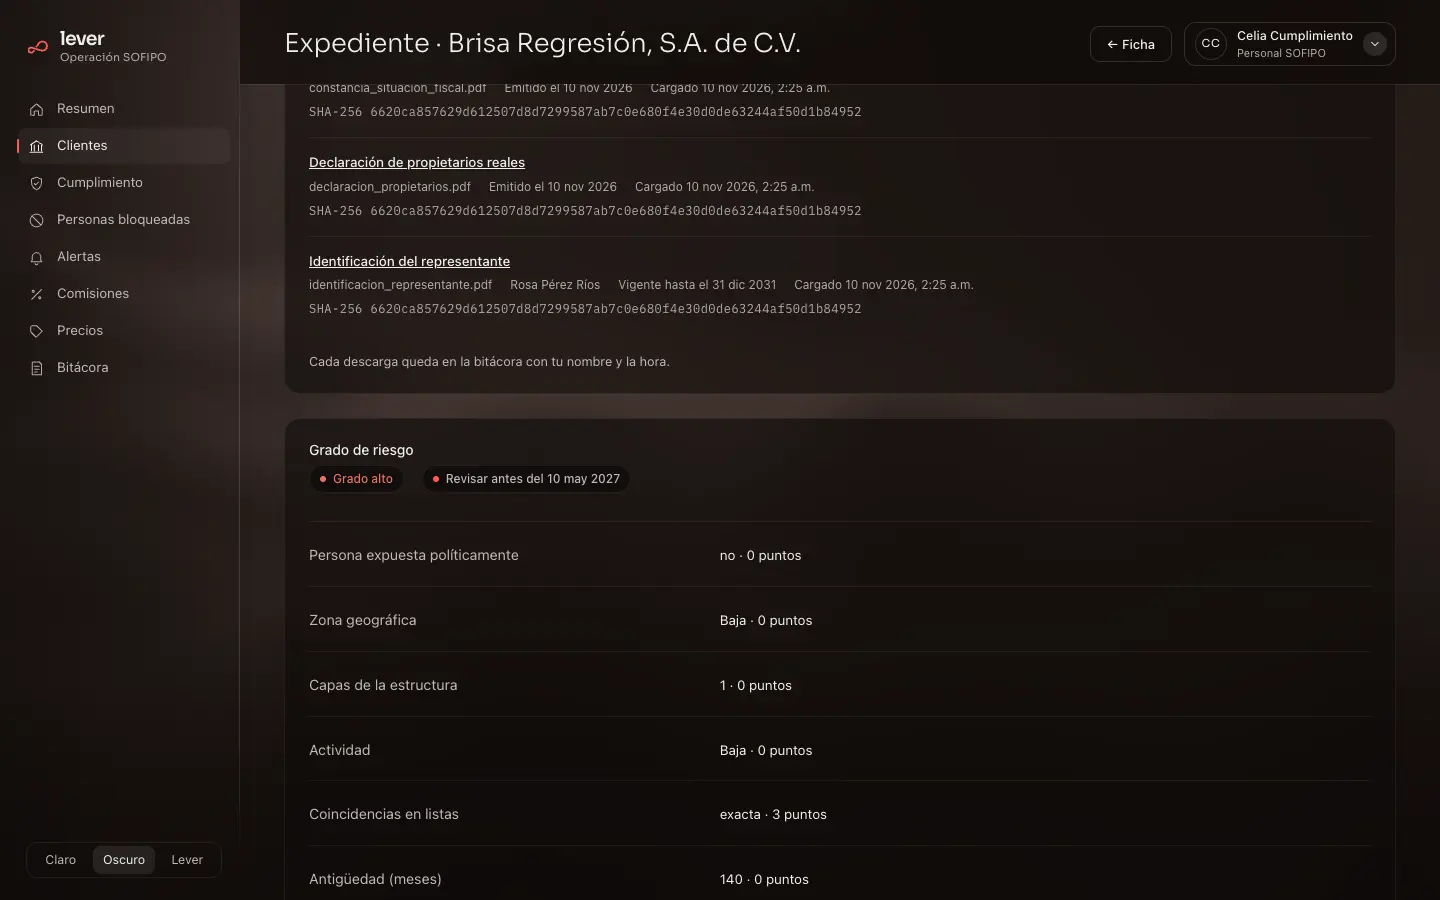 lever
Operación SOFIPO
Resumen
Clientes
Cumplimiento
Personas bloqueadas
Alertas
Comisiones
Precios
Bitácora
Claro
Oscuro
Lever
Expediente · Brisa Regresión, S.A. de C.V.
← Ficha
CC
Celia Cumplimiento
Personal SOFIPO
constancia_situacion_fiscal.pdf Emitido el 10 nov 2026 Cargado 10 nov 2026, 2:25 a.m.
SHA-256 6620ca857629d612507d8d7299587ab7c0e680f4e30d0de63244af50d1b84952
Declaración de propietarios reales
declaracion_propietarios.pdf Emitido el 10 nov 2026 Cargado 10 nov 2026, 2:25 a.m.
SHA-256 6620ca857629d612507d8d7299587ab7c0e680f4e30d0de63244af50d1b84952
Identificación del representante
identificacion_representante.pdf Rosa Pérez Ríos Vigente hasta el 31 dic 2031 Cargado 10 nov 2026, 2:25 a.m.
SHA-256 6620ca857629d612507d8d7299587ab7c0e680f4e30d0de63244af50d1b84952
Cada descarga queda en la bitácora con tu nombre y la hora.
Grado de riesgo
Grado alto
Revisar antes del 10 may 2027
Persona expuesta políticamente no · 0 puntos
Zona geográfica Baja · 0 puntos
Capas de la estructura 1 · 0 puntos
Actividad Baja · 0 puntos
Coincidencias en listas exacta · 3 puntos
Antigüedad (meses) 140 · 0 puntos